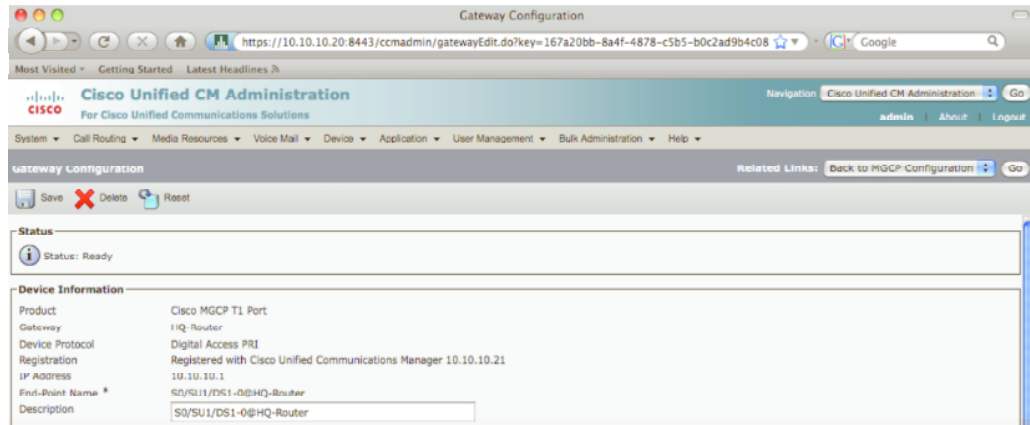 Gateway Configuration
https://10.10.10.20:8443/ccmadmin/gatewayEdit.do?key=167a20bb-8a4f-4878-c5b5-b0c2ad9b4c08
Google
Most Visited Getting Started Latest Headlines
Cisco Unified CM Administration
CISCO
For Cisco Unified Communications Solutions
Navigation Cisco Unified CM Administration Go
admin | About | Logout
System Call Routing Media Resources Voice Mail Device Application User Management Bulk Administration Help
Gateway Configuration
Related Links: Back to MGCP Configuration Go
Save Delete Reset
Status
Status: Ready
Device Information
Product Cisco MGCP T1 Port
Gateway HQ-Router
Device Protocol Digital Access PRI
Registration Registered with Cisco Unified Communications Manager 10.10.10.21
IP Address 10.10.10.1
End-Point Name * S0/SU1/DS1-0@HQ-Router
Description S0/SU1/DS1-0@HQ-Router